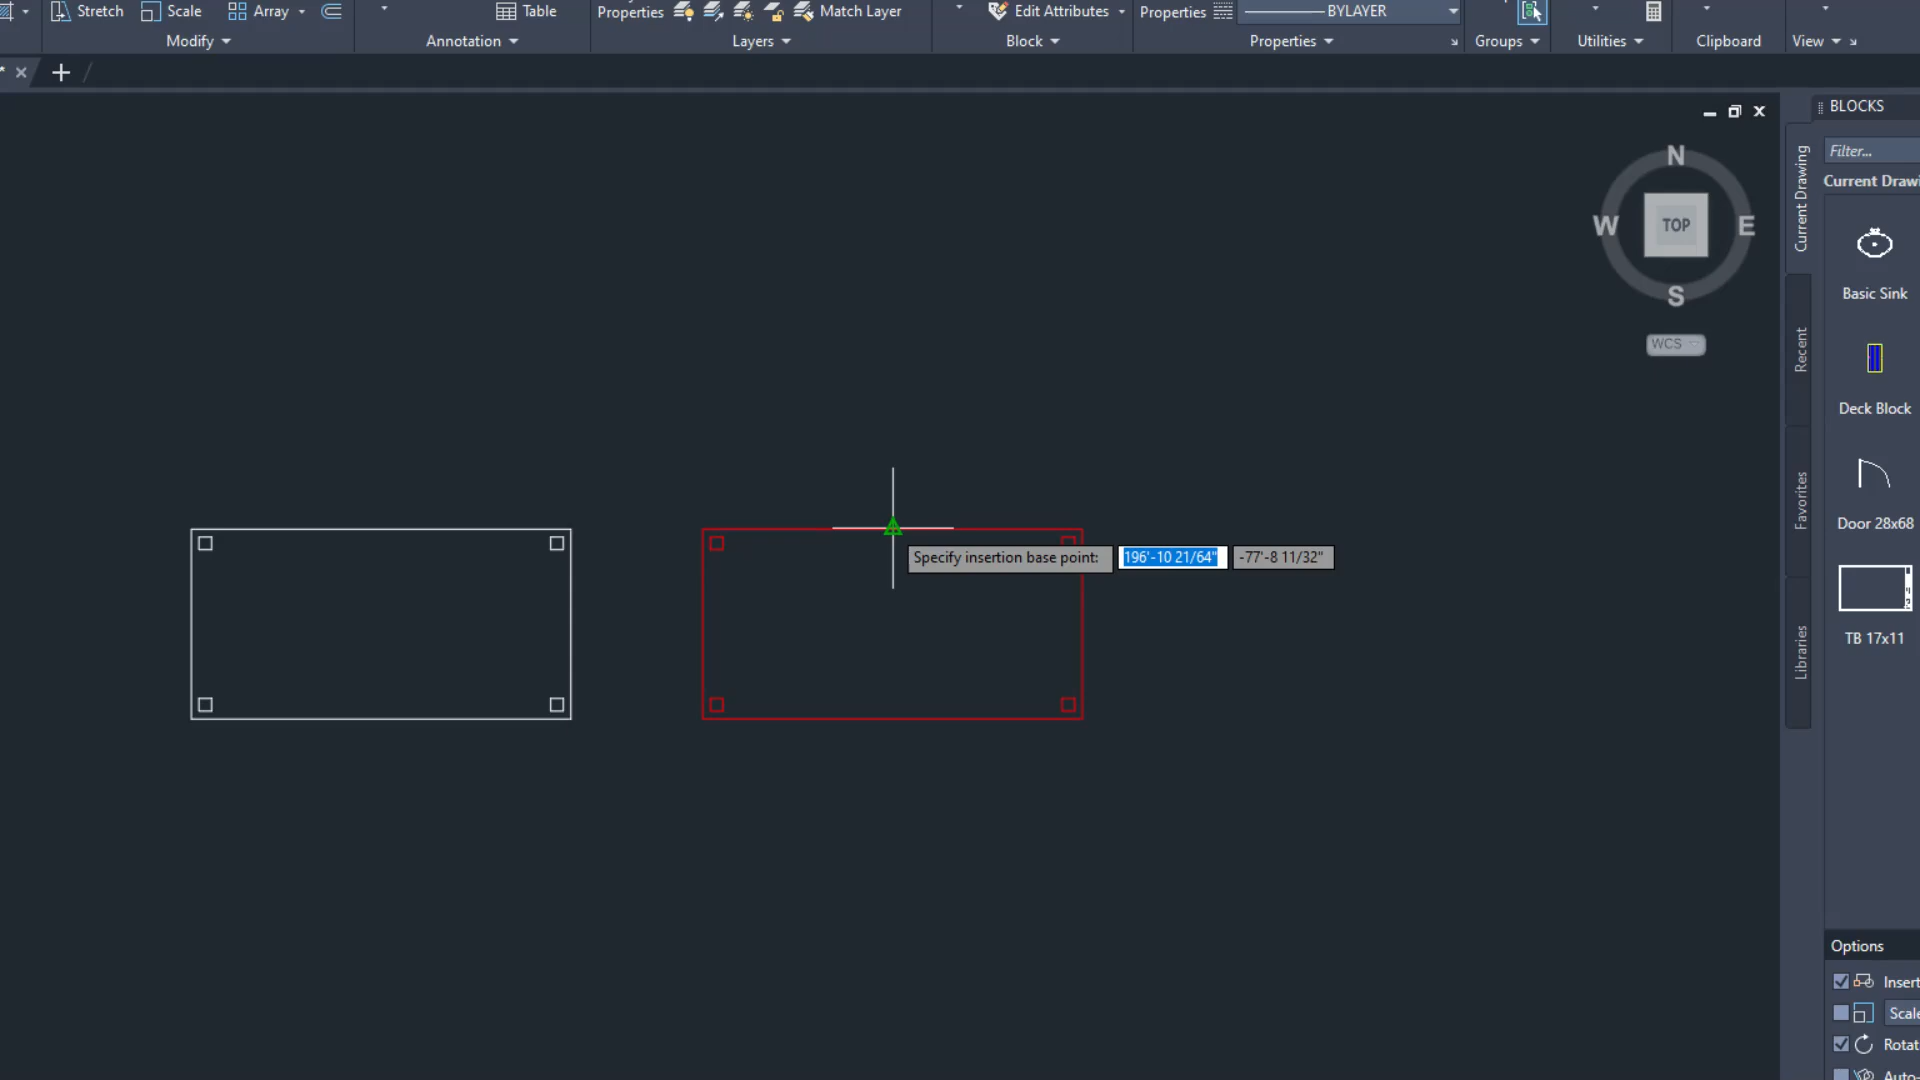 Stretch Scale Array Table Properties Match Layer Edit Attributes Properties BYLAYER
Modify Annotation Layers Block Properties Groups Utilities Clipboard View
BLOCKS
Filter...
Current Drawi
Current Drawing
Recent
Favorites
Libraries
N
W TOP E
S
WCS
Basic Sink
Deck Block
Door 28x68
TB 17x11
Specify insertion base point: 196'-10 21/64" -77'-8 11/32"
Options
Insert
Scale
Rotat
Auto-